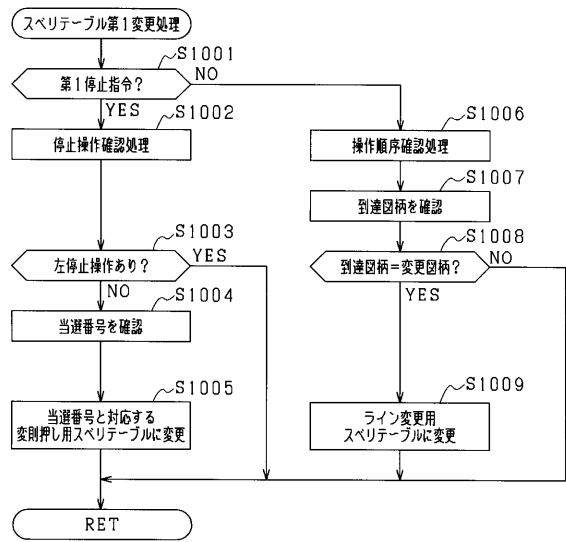 スベリテーブル第1変更処理
S1001
第1停止指令?
NO
YES
S1002
停止操作確認処理
S1003
左停止操作あり?
YES
NO
S1004
当選番号を確認
S1005
当選番号と対応する
変則押し用スベリテーブルに変更
S1006
操作順序確認処理
S1007
到達図柄を確認
S1008
到達図柄=変更図柄?
NO
YES
S1009
ライン変更用
スベリテーブルに変更
RET